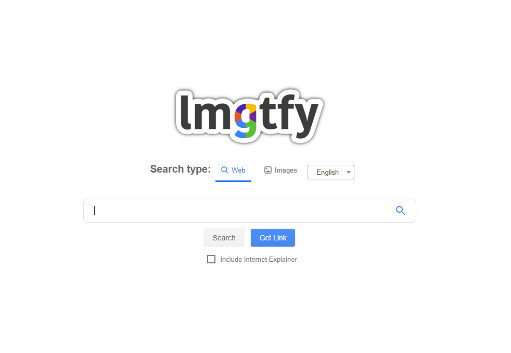 lmgtfy
Search type: Web Images English
Search Get Link
Include Internet Explainer